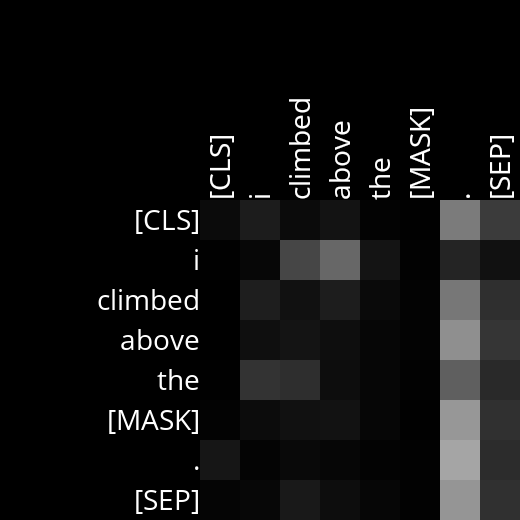 [CLS] i climbed above the [MASK] . [SEP]
[CLS]
i
climbed
above
the
[MASK]
.
[SEP]